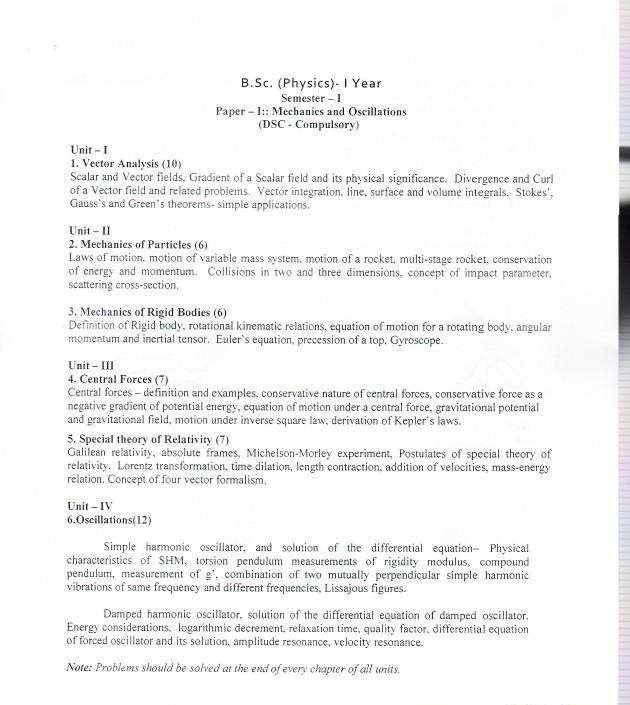 B.Sc. (Physics)- I Year
Semester – I
Paper – I:: Mechanics and Oscillations
(DSC - Compulsory)
Unit – I
1. Vector Analysis (10)
Scalar and Vector fields, Gradient of a Scalar field and its physical significance. Divergence and Curl
of a Vector field and related problems. Vector integration, line, surface and volume integrals. Stokes',
Gauss's and Green's theorems- simple applications.
Unit – II
2. Mechanics of Particles (6)
Laws of motion, motion of variable mass system, motion of a rocket, multi-stage rocket, conservation
of energy and momentum. Collisions in two and three dimensions, concept of impact parameter,
scattering cross-section,
3. Mechanics of Rigid Bodies (6)
Definition of Rigid body, rotational kinematic relations, equation of motion for a rotating body, angular
momentum and inertial tensor. Euler's equation, precession of a top, Gyroscope.
Unit – III
4. Central Forces (7)
Central forces – definition and examples, conservative nature of central forces, conservative force as a
negative gradient of potential energy, equation of motion under a central force, gravitational potential
and gravitational field, motion under inverse square law, derivation of Kepler's laws.
5. Special theory of Relativity (7)
Galilean relativity, absolute frames, Michelson-Morley experiment, Postulates of special theory of
relativity. Lorentz transformation, time dilation, length contraction, addition of velocities, mass-energy
relation. Concept of four vector formalism.
Unit – IV
6.Oscillations(12)
Simple harmonic oscillator, and solution of the differential equation– Physical
characteristics of SHM, torsion pendulum measurements of rigidity modulus, compound
pendulum, measurement of g', combination of two mutually perpendicular simple harmonic
vibrations of same frequency and different frequencies, Lissajous figures.
Damped harmonic oscillator, solution of the differential equation of damped oscillator.
Energy considerations, logarithmic decrement, relaxation time, quality factor, differential equation
of forced oscillator and its solution, amplitude resonance, velocity resonance.
Note: Problems should be solved at the end of every chapter of all units.